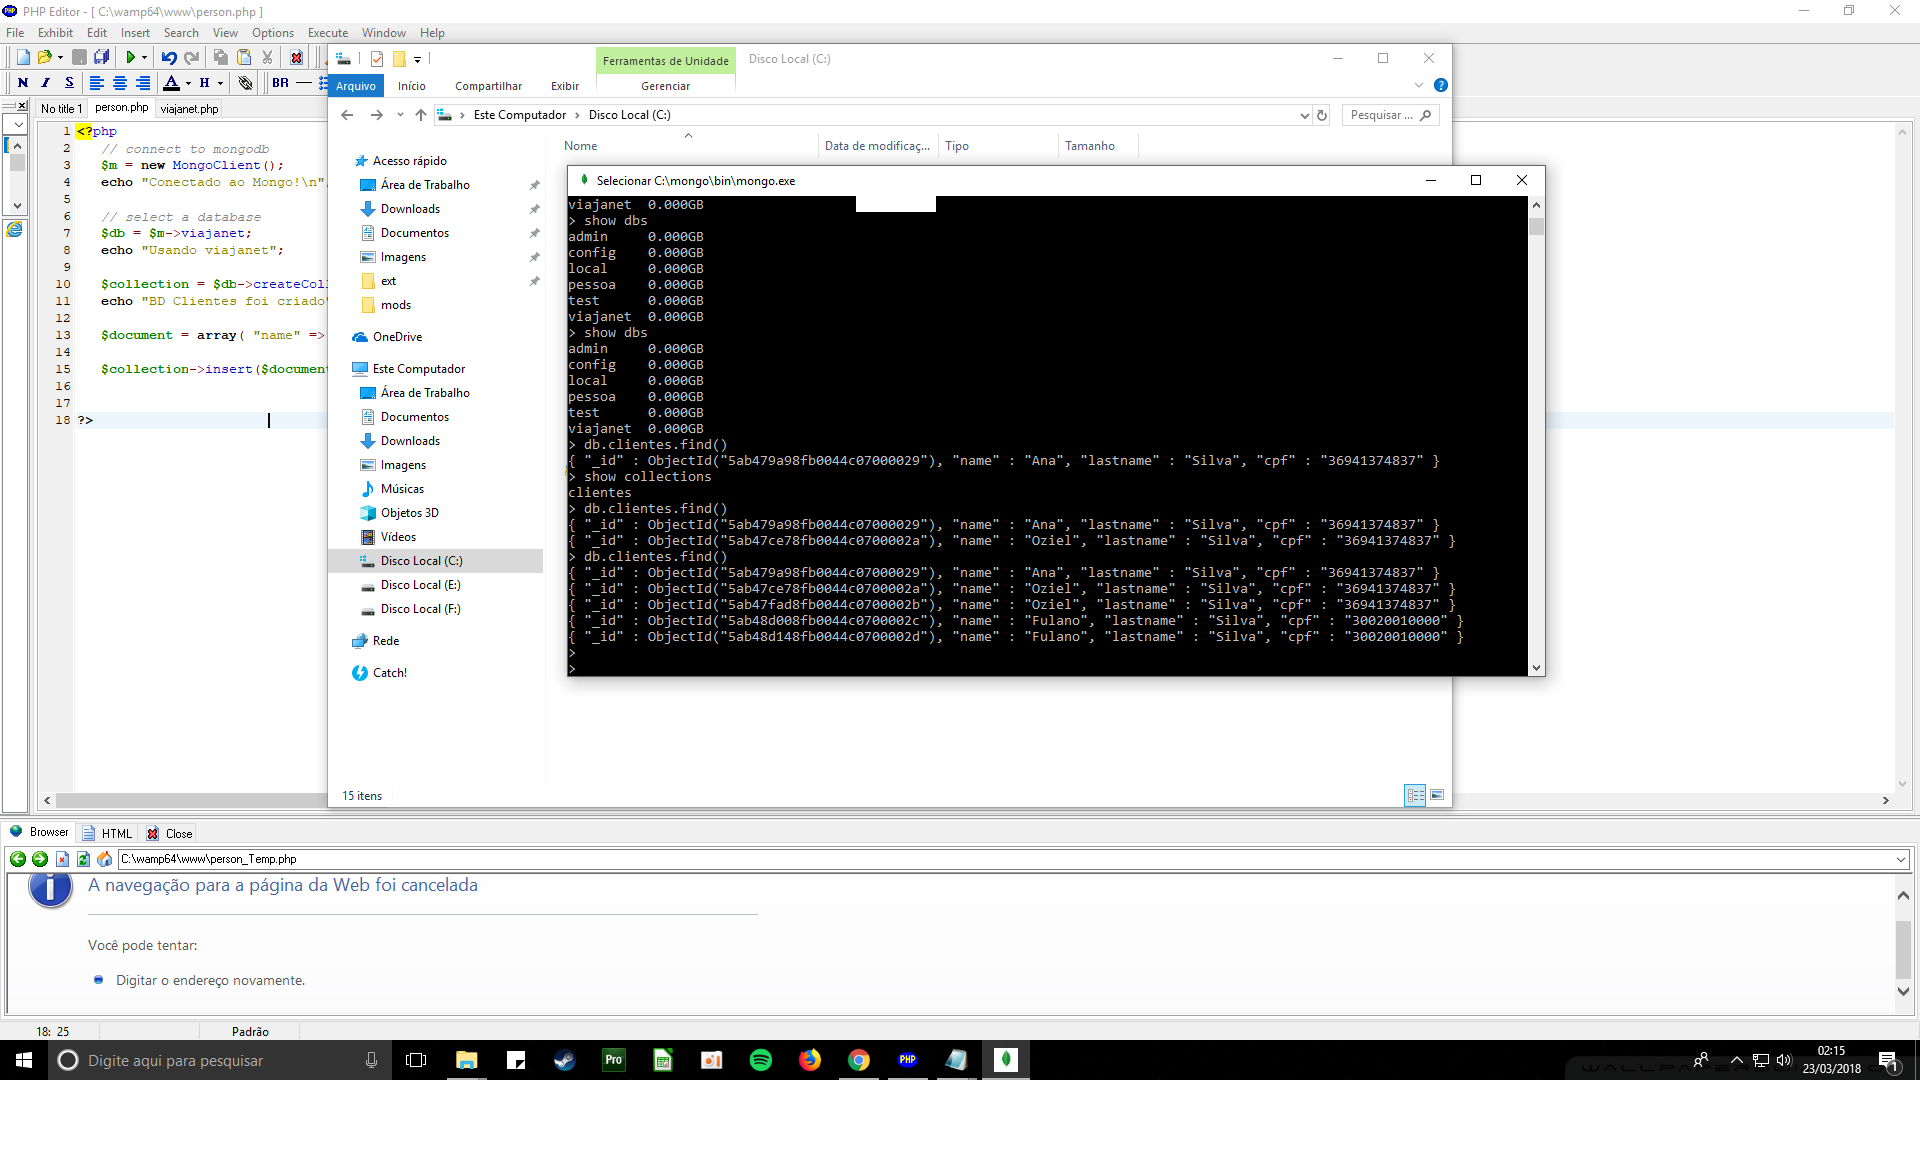 PHP Editor - [ C:\wamp64\www\person.php ]
File Exhibit Edit Insert Search View Options Execute Window Help
N I S A H BR
No title 1 person.php viajanet.php
1 <?php
2 // connect to mongodb
3 $m = new MongoClient();
4 echo "Conectado ao Mongo!\n"
5
6 // select a database
7 $db = $m->viajanet;
8 echo "Usando viajanet";
9
10 $collection = $db->createColl
11 echo "BD Clientes foi criado"
12
13 $document = array( "name" =>
14
15 $collection->insert($document
16
17
18 ?>
Ferramentas de Unidade Disco Local (C:)
Arquivo Início Compartilhar Exibir Gerenciar
Este Computador > Disco Local (C:)
Pesquisar ...
Nome Data de modificaç... Tipo Tamanho
Acesso rápido
Área de Trabalho
Downloads
Documentos
Imagens
ext
mods
OneDrive
Este Computador
Área de Trabalho
Documentos
Downloads
Imagens
Músicas
Objetos 3D
Vídeos
Disco Local (C:)
Disco Local (E:)
Disco Local (F:)
Rede
Catch!
15 itens
Selecionar C:\mongo\bin\mongo.exe
viajanet 0.000GB
> show dbs
admin 0.000GB
config 0.000GB
local 0.000GB
pessoa 0.000GB
test 0.000GB
viajanet 0.000GB
> show dbs
admin 0.000GB
config 0.000GB
local 0.000GB
pessoa 0.000GB
test 0.000GB
viajanet 0.000GB
> db.clientes.find()
{ "_id" : ObjectId("5ab479a98fb0044c07000029"), "name" : "Ana", "lastname" : "Silva", "cpf" : "36941374837" }
> show collections
clientes
> db.clientes.find()
{ "_id" : ObjectId("5ab479a98fb0044c07000029"), "name" : "Ana", "lastname" : "Silva", "cpf" : "36941374837" }
{ "_id" : ObjectId("5ab47ce78fb0044c0700002a"), "name" : "Oziel", "lastname" : "Silva", "cpf" : "36941374837" }
> db.clientes.find()
{ "_id" : ObjectId("5ab479a98fb0044c07000029"), "name" : "Ana", "lastname" : "Silva", "cpf" : "36941374837" }
{ "_id" : ObjectId("5ab47ce78fb0044c0700002a"), "name" : "Oziel", "lastname" : "Silva", "cpf" : "36941374837" }
{ "_id" : ObjectId("5ab47fad8fb0044c0700002b"), "name" : "Oziel", "lastname" : "Silva", "cpf" : "36941374837" }
{ "_id" : ObjectId("5ab48d008fb0044c0700002c"), "name" : "Fulano", "lastname" : "Silva", "cpf" : "30020010000" }
{ "_id" : ObjectId("5ab48d148fb0044c0700002d"), "name" : "Fulano", "lastname" : "Silva", "cpf" : "30020010000" }
>
>
Browser HTML Close
C:\wamp64\www\person_Temp.php
A navegação para a página da Web foi cancelada
Você pode tentar:
Digitar o endereço novamente.
18: 25 Padrão
Digite aqui para pesquisar
Pro
PHP
02:15
23/03/2018
1